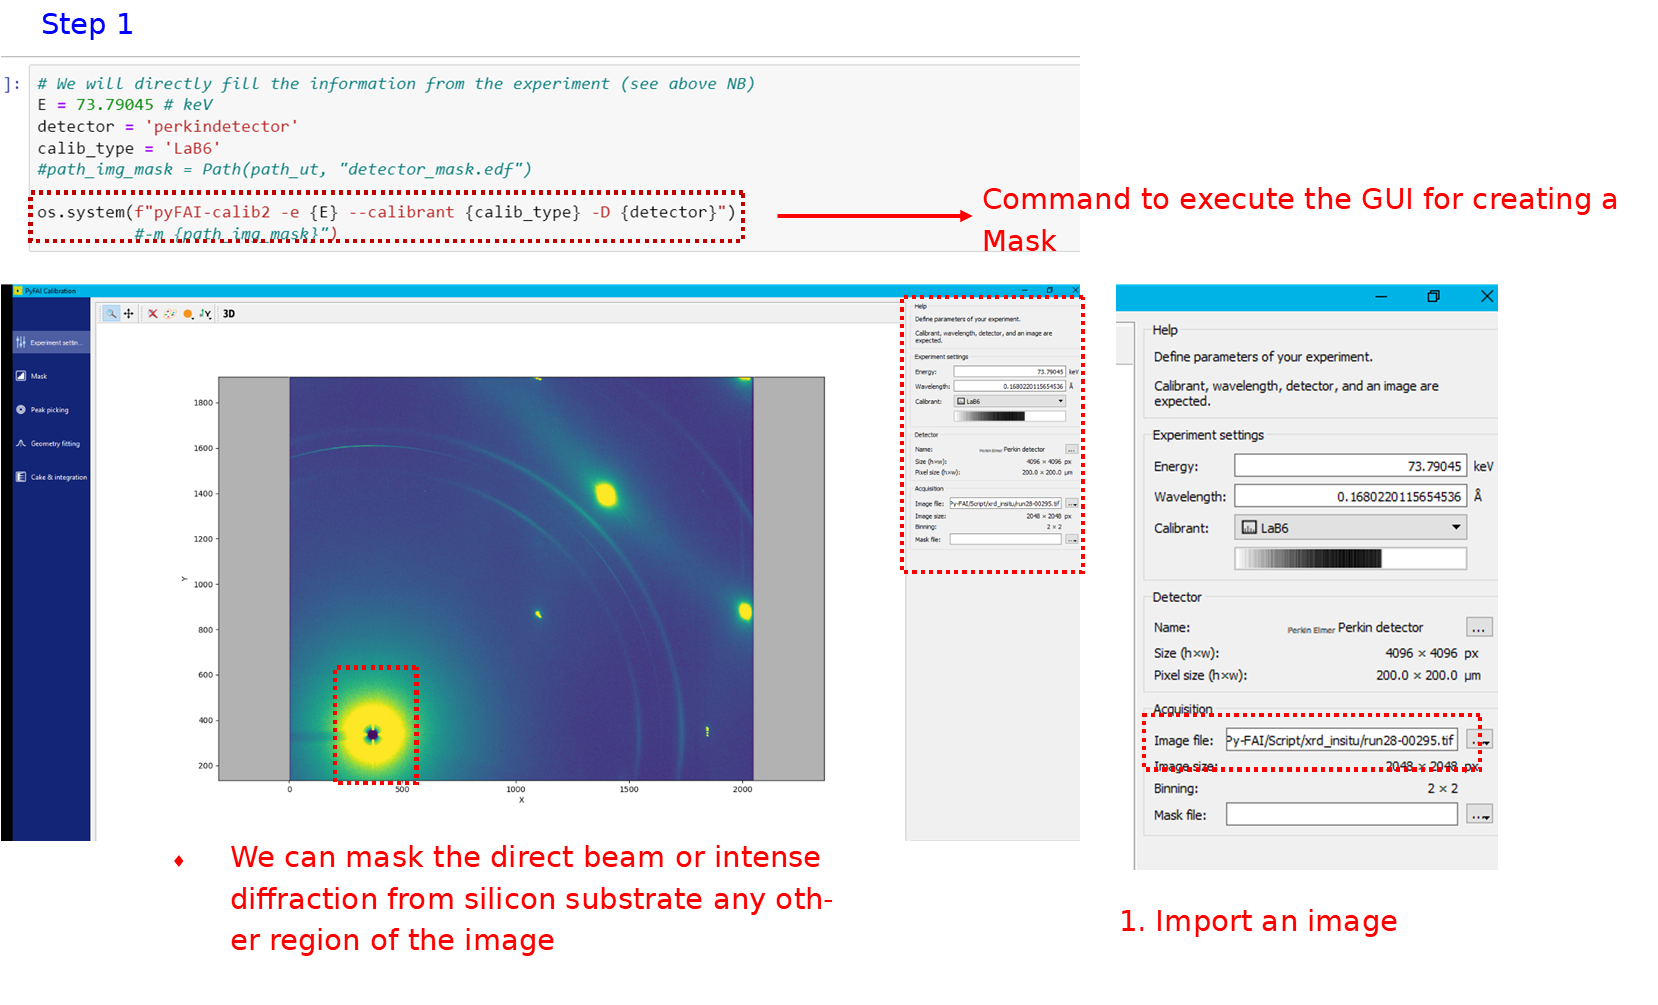 Step 1
]:
# We will directly fill the information from the experiment (see above NB)
E = 73.79045 # keV
detector = 'perkindetector'
calib_type = 'LaB6'
#path_img_mask = Path(path_ut, "detector_mask.edf")
os.system(f"pyFAI-calib2 -e {E} --calibrant {calib_type} -D {detector}")
#-m {path_img_mask}")
Command to execute the GUI for creating a
Mask
PyFAI Calibration
Experiment settin...
Mask
Peak picking
Geometry fitting
Cake & integration
3D
1800
1600
1400
1200
1000
800
600
400
200
Y
0
500
1000
1500
2000
X
Help
Define parameters of your experiment.
Calibrant, wavelength, detector, and an image are
expected.
Experiment settings
Energy: 73.79045 keV
Wavelength: 0.1680220115654536 Å
Calibrant: LaB6
Detector
Name: Perkin Elmer Perkin detector ...
Size (h×w): 4096 × 4096 px
Pixel size (h×w): 200.0 × 200.0 µm
Acquisition
Image file: Py-FAI/Script/xrd_insitu/run28-00295.tif ...
Image size: 2048 × 2048 px
Binning: 2 × 2
Mask file: ...
Help
Define parameters of your experiment.
Calibrant, wavelength, detector, and an image are
expected.
Experiment settings
Energy: 73.79045 keV
Wavelength: 0.1680220115654536 Å
Calibrant: LaB6
Detector
Name: Perkin Elmer Perkin detector ...
Size (h×w): 4096 × 4096 px
Pixel size (h×w): 200.0 × 200.0 µm
Acquisition
Image file: Py-FAI/Script/xrd_insitu/run28-00295.tif ...
Image size: 2048 × 2048 px
Binning: 2 × 2
Mask file: ...
♦ We can mask the direct beam or intense
diffraction from silicon substrate any oth-
er region of the image
1. Import an image